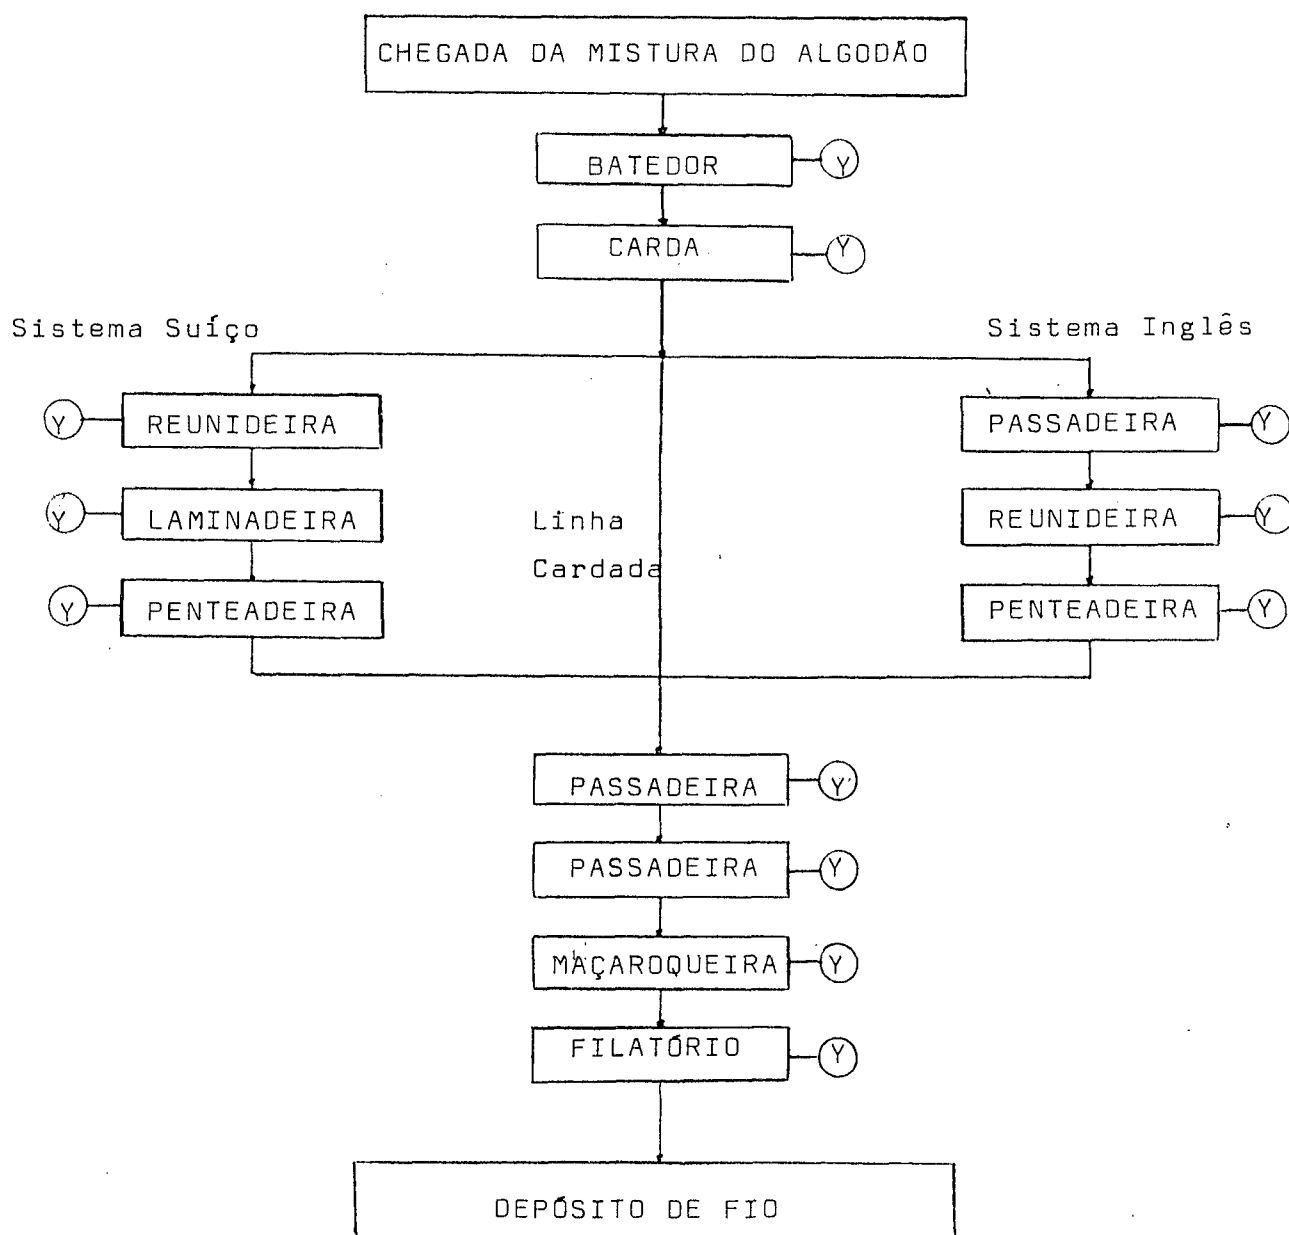 CHEGADA DA MISTURA DO ALGODÃO
BATEDOR
Y
CARDA
Y
Sistema Suíço
Sistema Inglês
Y
REUNIDEIRA
PASSADEIRA
Y
Y
LAMINADEIRA
Linha
Cardada
REUNIDEIRA
Y
Y
PENTEADEIRA
PENTEADEIRA
Y
PASSADEIRA
Y
PASSADEIRA
Y
MAÇAROQUEIRA
Y
FILATÓRIO
Y
DEPÓSITO DE FIO